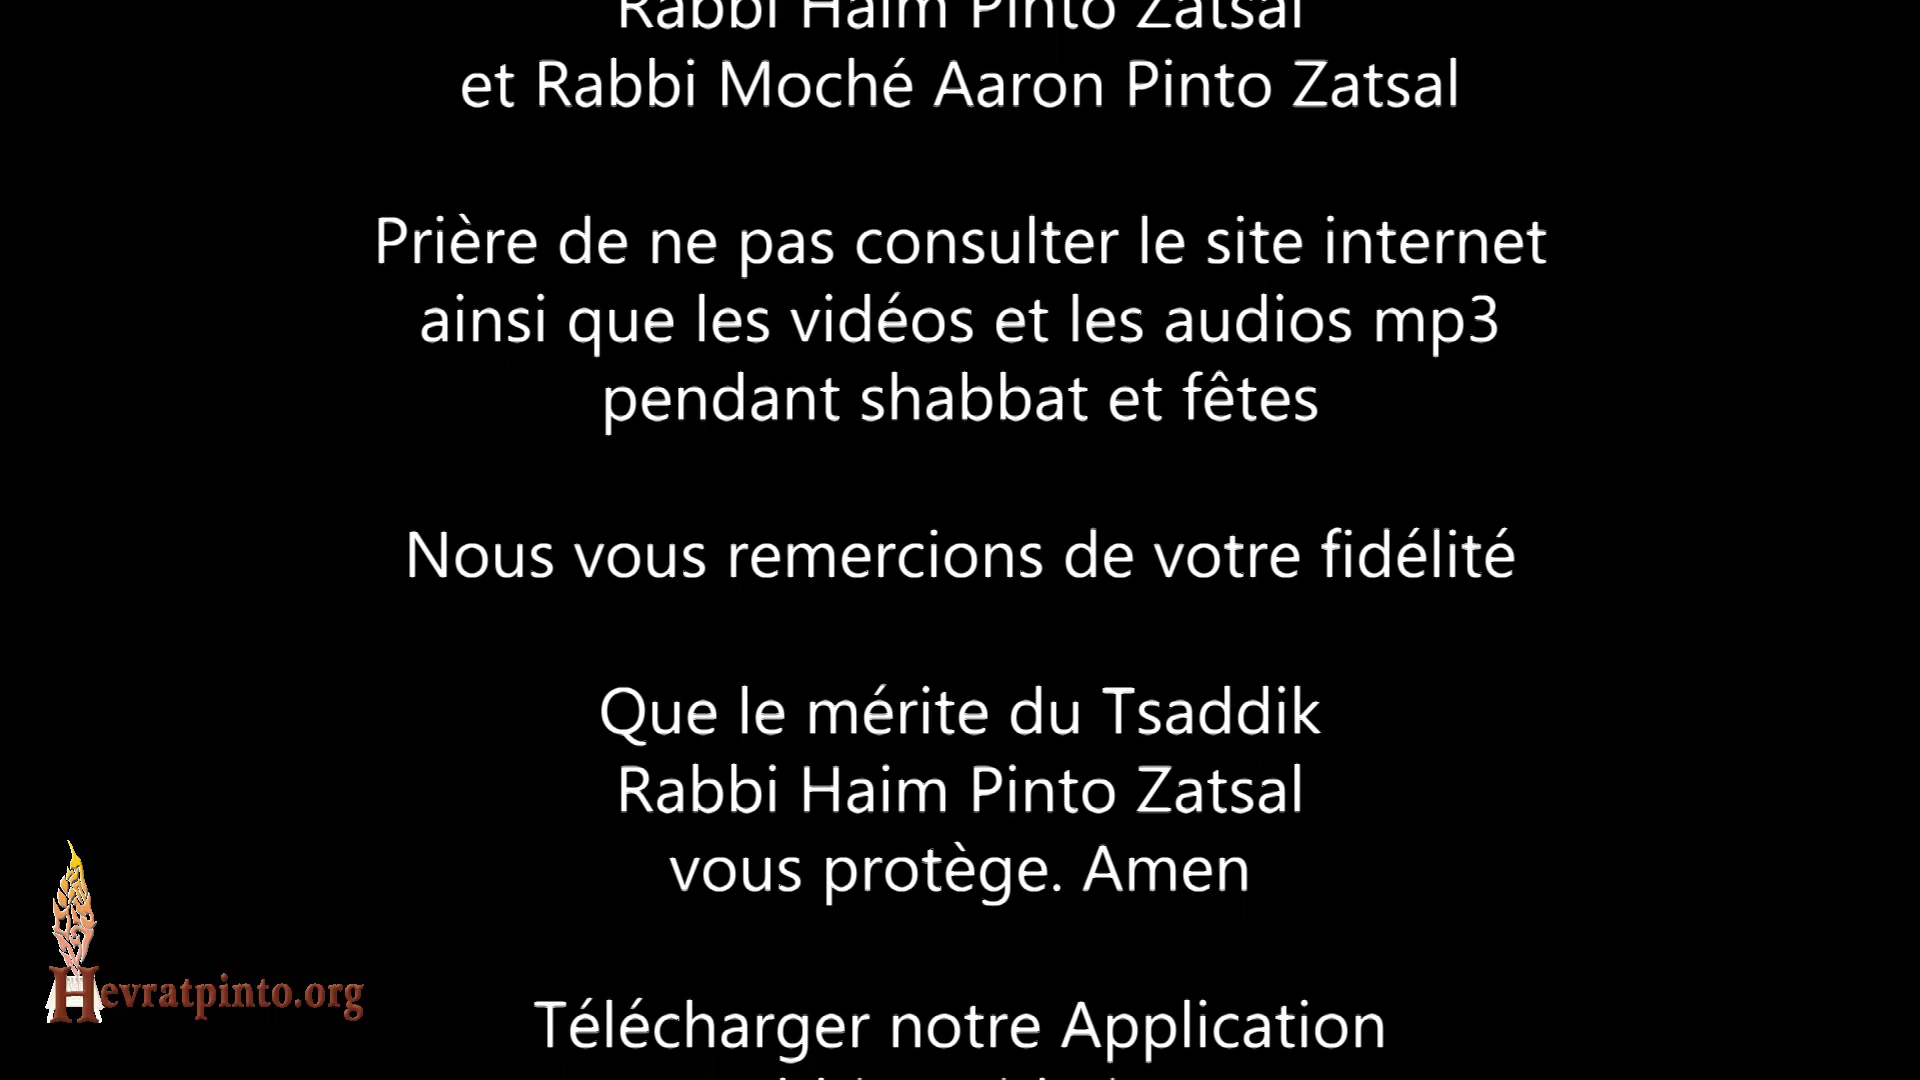 Rabbi Haim Pinto Zatsal
et Rabbi Moché Aaron Pinto Zatsal
Prière de ne pas consulter le site internet
ainsi que les vidéos et les audios mp3
pendant shabbat et fêtes
Nous vous remercions de votre fidélité
Que le mérite du Tsaddik
Rabbi Haim Pinto Zatsal
vous protège. Amen
Hevratpinto.org
Télécharger notre Application